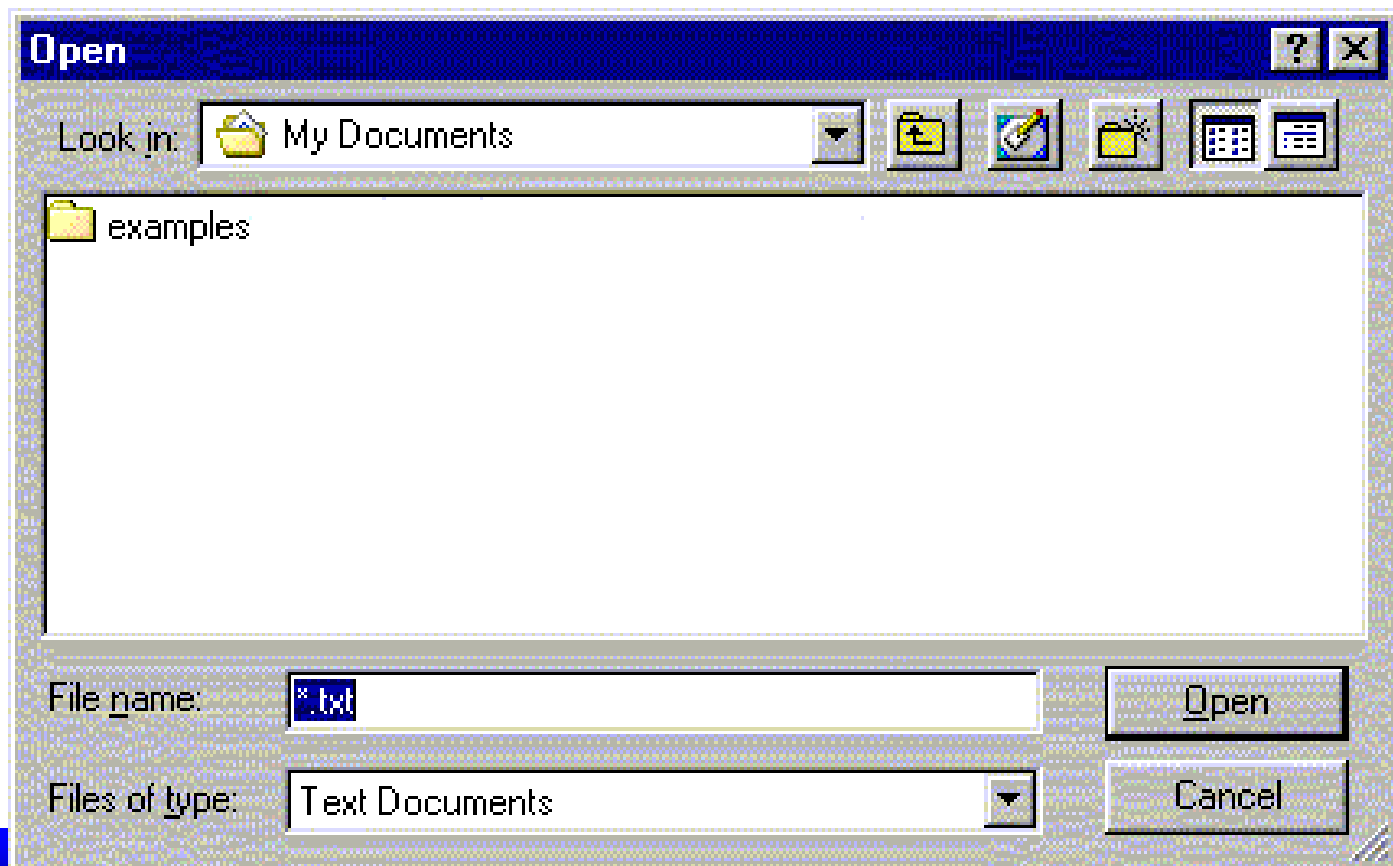 Open
Look in: My Documents
examples
File name: *.txt Open
Files of type: Text Documents Cancel